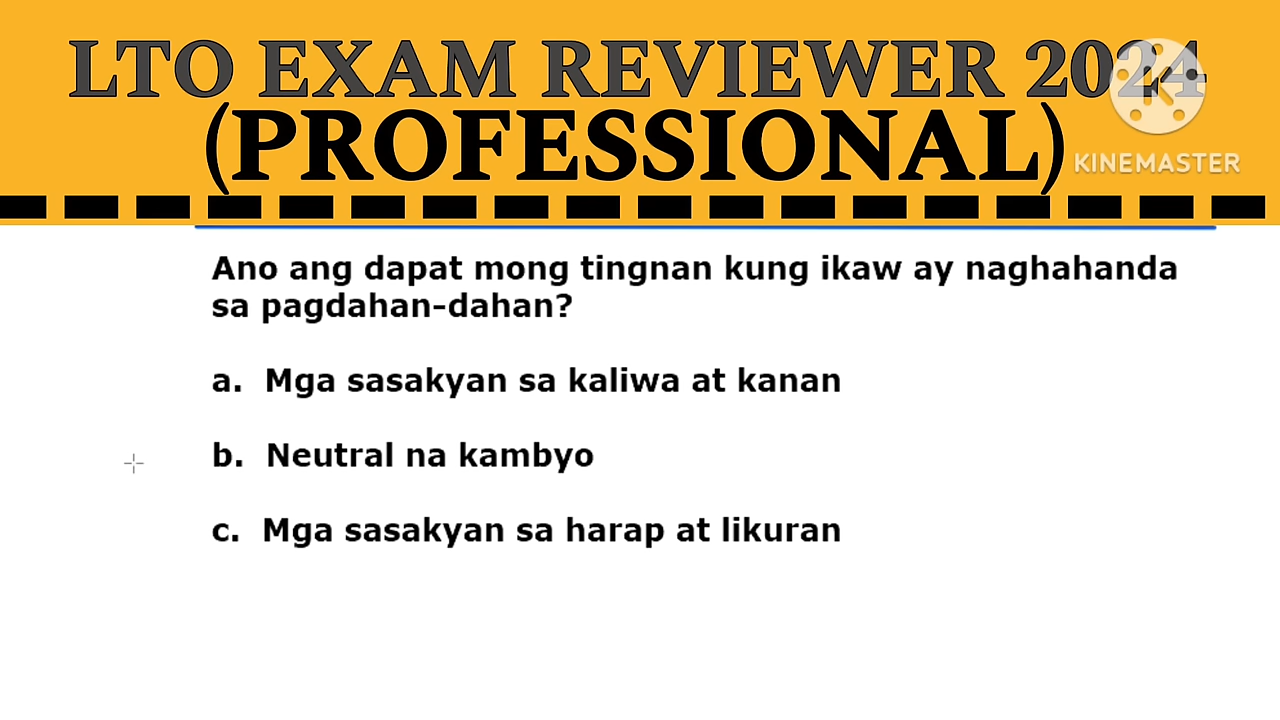 LTO EXAM REVIEWER 2024
(PROFESSIONAL)
KINEMASTER
Ano ang dapat mong tingnan kung ikaw ay naghahanda
sa pagdahan-dahan?
a. Mga sasakyan sa kaliwa at kanan
b. Neutral na kambyo
c. Mga sasakyan sa harap at likuran